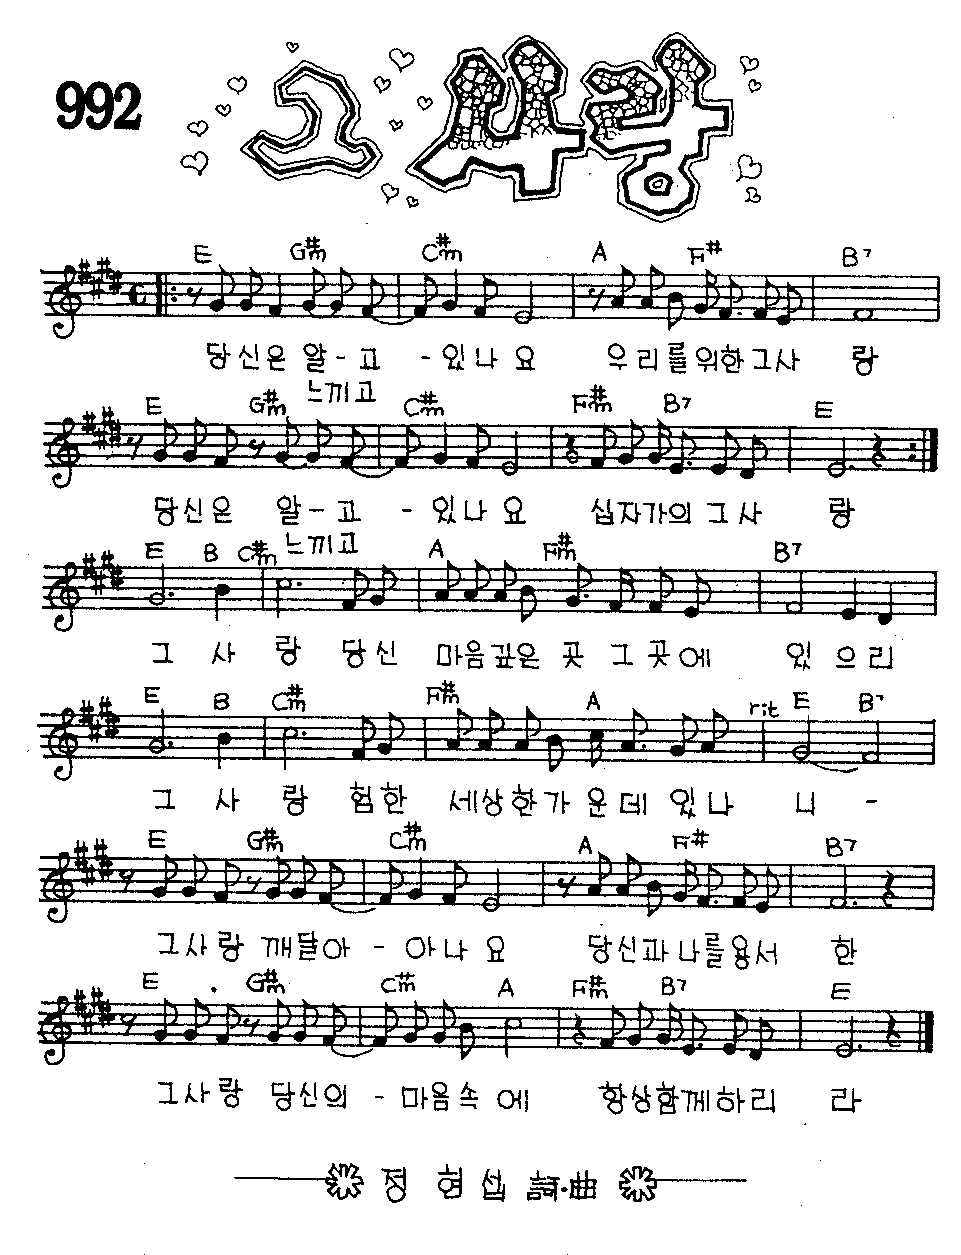 992
그 사랑
E G#m C#m A F# B7
당신은 알 - 고 - 있나 요 우리를위한그사 랑
느끼고
E G#m C#m F#m B7 E
당신은 알 - 고 - 있나 요 십자가의 그 사 랑
느끼고
E B C#m A F#m B7
그 사 랑 당 신 마음깊은 곳 그 곳에 있 으 리
E B C#m F#m A rit E B7
그 사 랑 험한 세상한가 운데 있나 니 -
E G#m C#m A F# B7
그사랑 깨달아 - 아나 요 당신과나를용서 한
E G#m C#m A F#m B7 E
그사랑 당신의 - 마음속 에 항상함께하리 라
정 현 섭 詩·曲